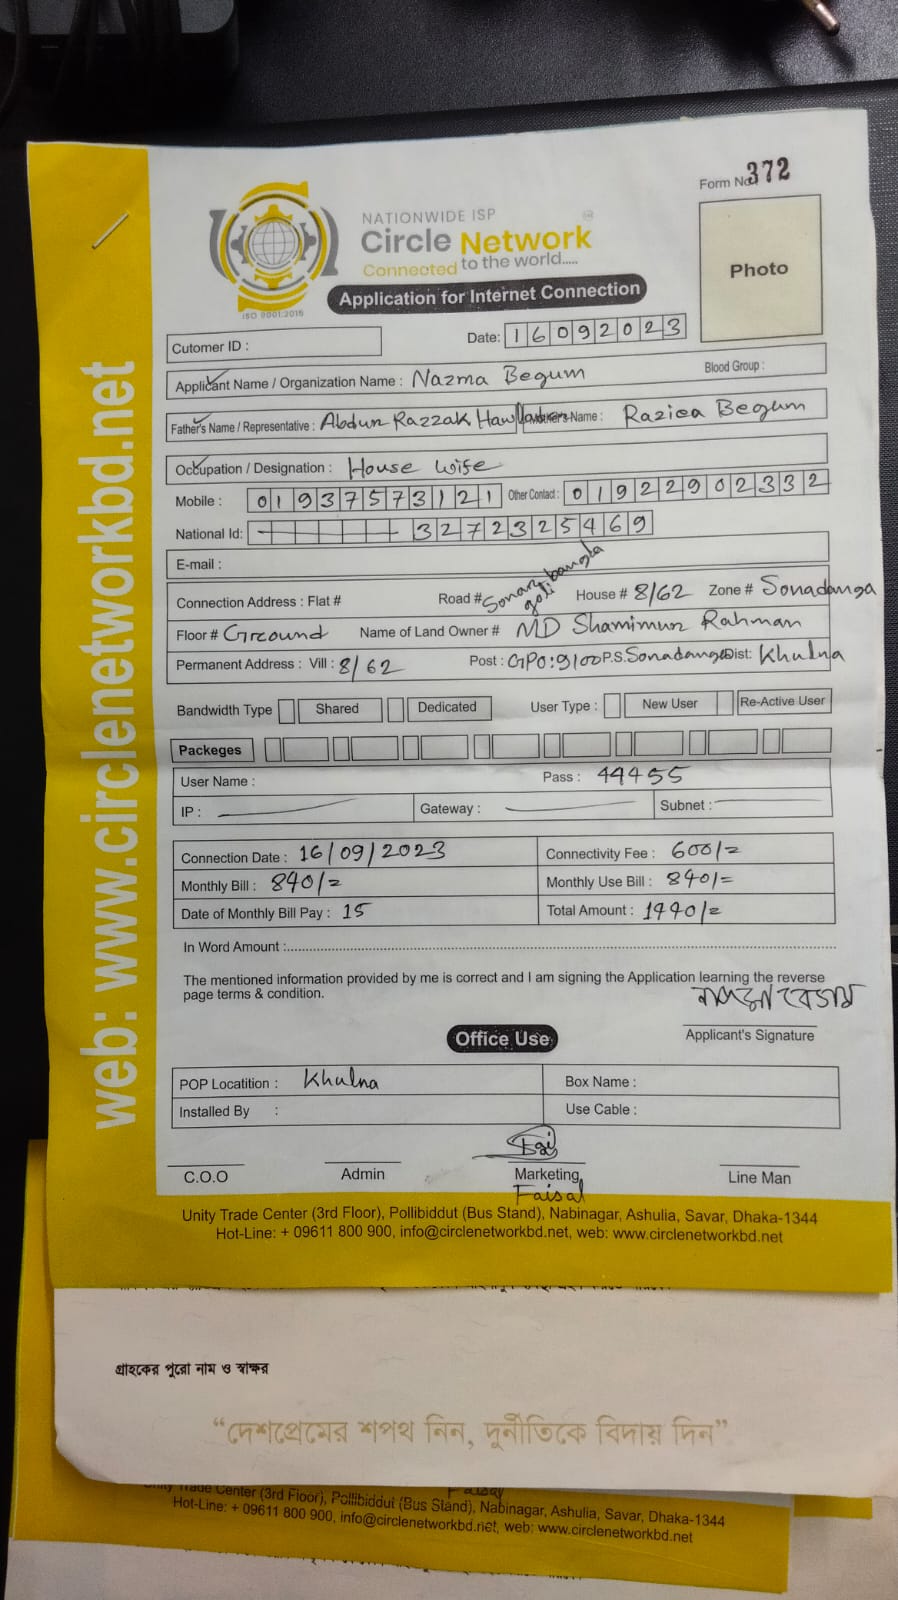 Form No. 372
NATIONWIDE ISP
Circle Network
Connected to the world.....
ISO 9001:2015
Photo
Application for Internet Connection
Cutomer ID :
Date: 16092023
Applicant Name / Organization Name : Nazma Begum Blood Group :
Father's Name / Representative : Abdur Razzak Hawlader Mother's Name : Raziea Begum
Occupation / Designation : House wife
Mobile : 01937573121 Other Contact : 01922902332
National Id: 3272325469
E-mail :
Connection Address : Flat # Road # Sonar bangla goli House # 8/62 Zone # Sonadanga
Floor # Ground Name of Land Owner # MD Shamimur Rahman
Permanent Address : Vill : 8/62 Post : GPO:9100 P.S. Sonadanga Dist: Khulna
Bandwidth Type Shared Dedicated User Type : New User Re-Active User
Packeges
User Name : Pass : 44455
IP : Gateway : Subnet :
Connection Date : 16/09/2023 Connectivity Fee : 600/=
Monthly Bill : 840/= Monthly Use Bill : 840/=
Date of Monthly Bill Pay : 15 Total Amount : 1440/=
In Word Amount :
The mentioned information provided by me is correct and I am signing the Application learning the reverse
page terms & condition.
নাজমা বেগম
Applicant's Signature
Office Use
POP Locatition : Khulna Box Name :
Installed By : Use Cable :
C.O.O Admin Marketing Line Man
Faisal
Unity Trade Center (3rd Floor), Pollibiddut (Bus Stand), Nabinagar, Ashulia, Savar, Dhaka-1344
Hot-Line: + 09611 800 900, info@circlenetworkbd.net, web: www.circlenetworkbd.net
web: www.circlenetworkbd.net
গ্রাহকের পুরো নাম ও স্বাক্ষর
“দেশপ্রেমের শপথ নিন, দুর্নীতিকে বিদায় দিন”
Faisal
Unity Trade Center (3rd Floor), Pollibiddut (Bus Stand), Nabinagar, Ashulia, Savar, Dhaka-1344
Hot-Line: + 09611 800 900, info@circlenetworkbd.net, web: www.circlenetworkbd.net